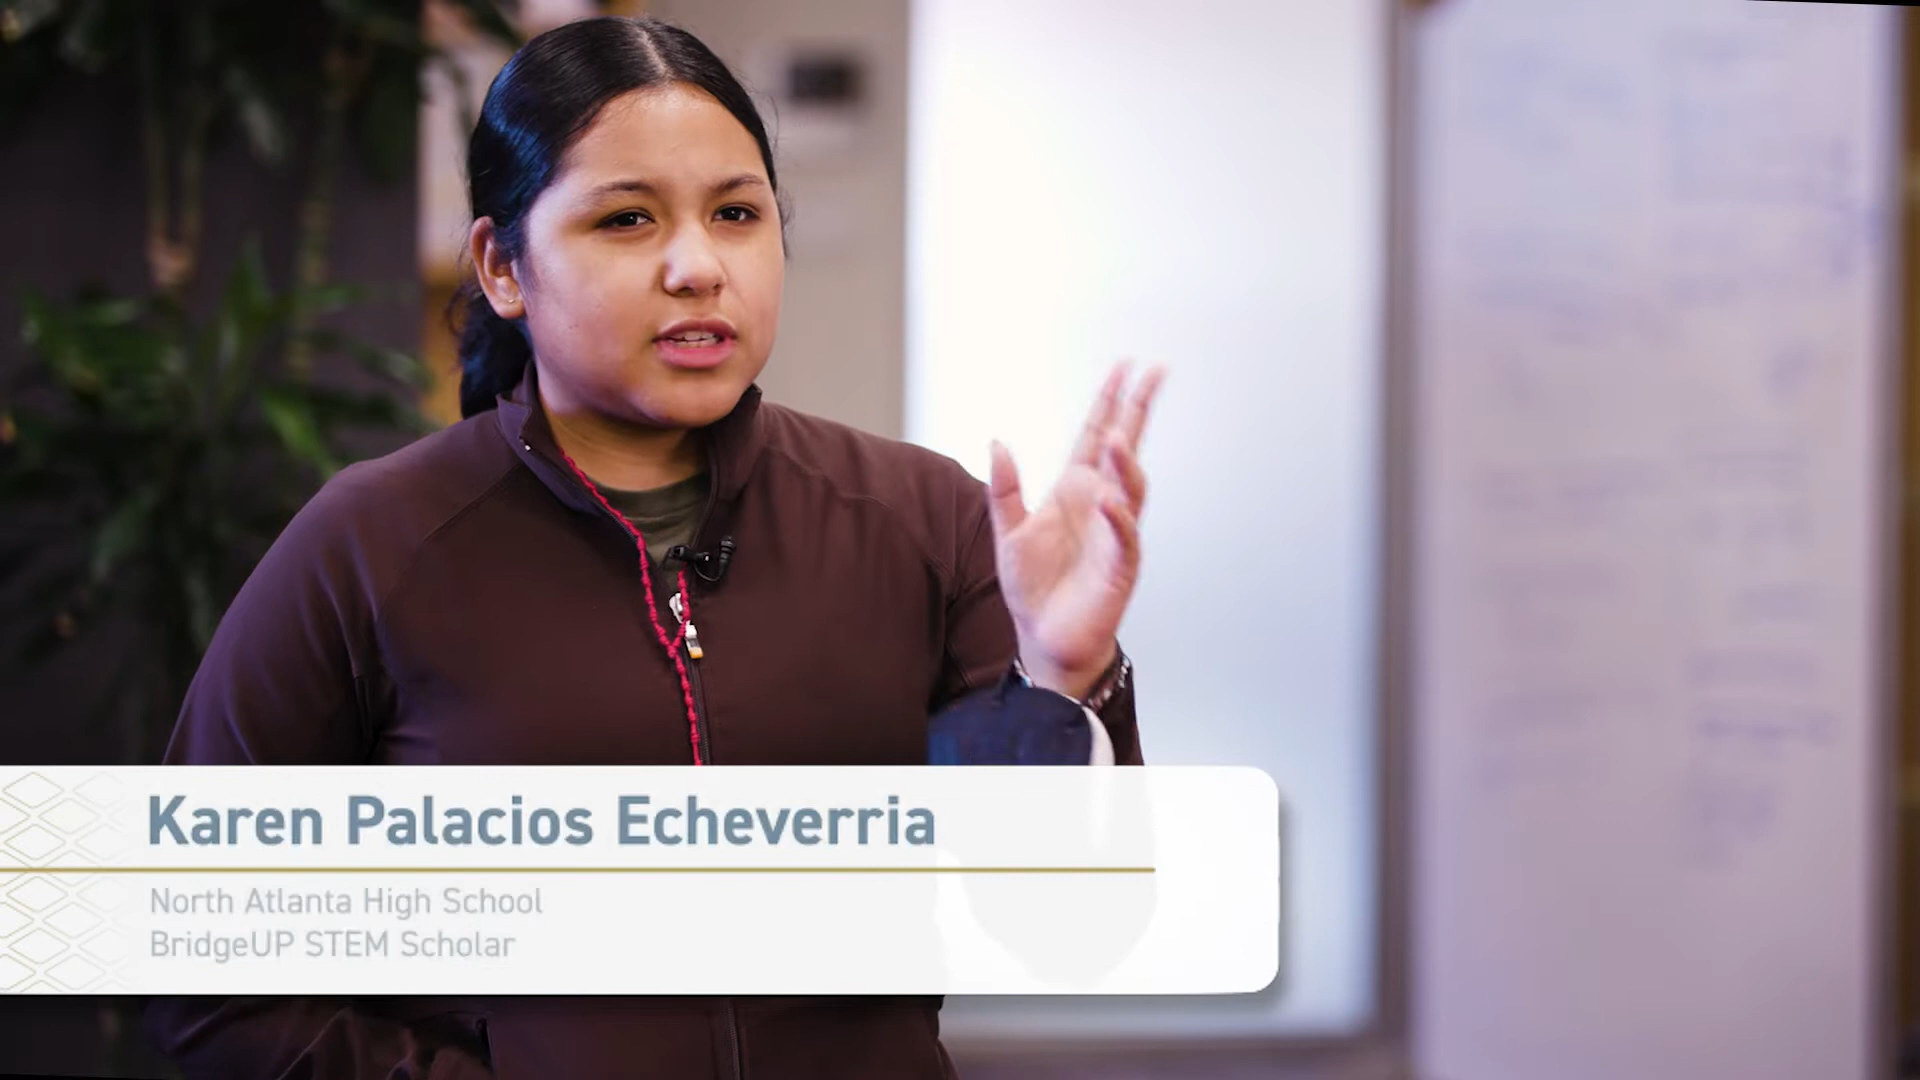 Karen Palacios Echeverria
North Atlanta High School
BridgeUP STEM Scholar